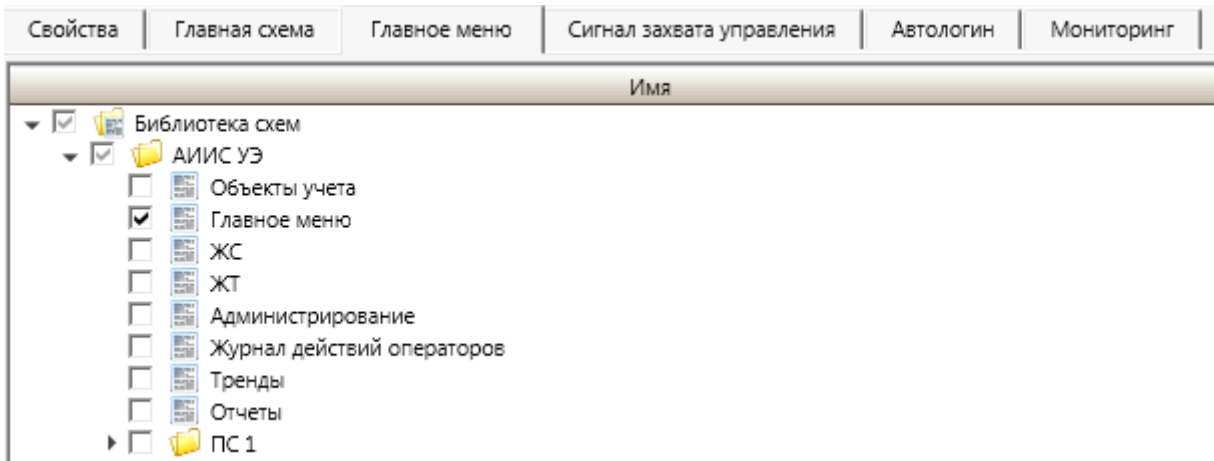 Свойства Главная схема Главное меню Сигнал захвата управления Автологин Мониторинг
Имя
Библиотека схем
АИИС УЭ
Объекты учета
Главное меню
ЖС
ЖТ
Администрирование
Журнал действий операторов
Тренды
Отчеты
ПС 1